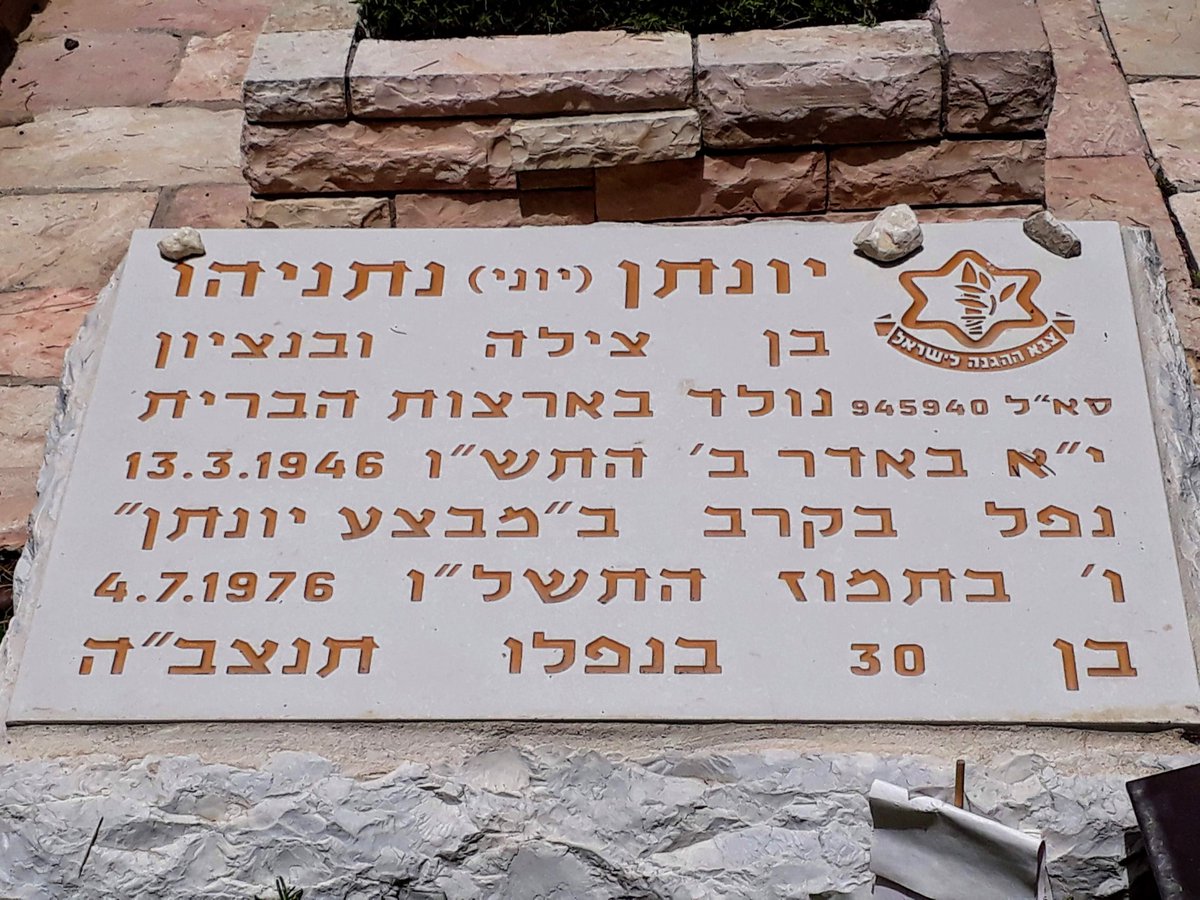 יונתן (יוני) נתניהו
צבא ההגנה לישראל
בן צילה ובנציון
סא"ל 945940 נולד בארצות הברית
י"א באדר ב' התש"ו 13.3.1946
נפל בקרב ב"מבצע יונתן"
ו' בתמוז התשל"ו 4.7.1976
בן 30 בנפלו תנצב"ה